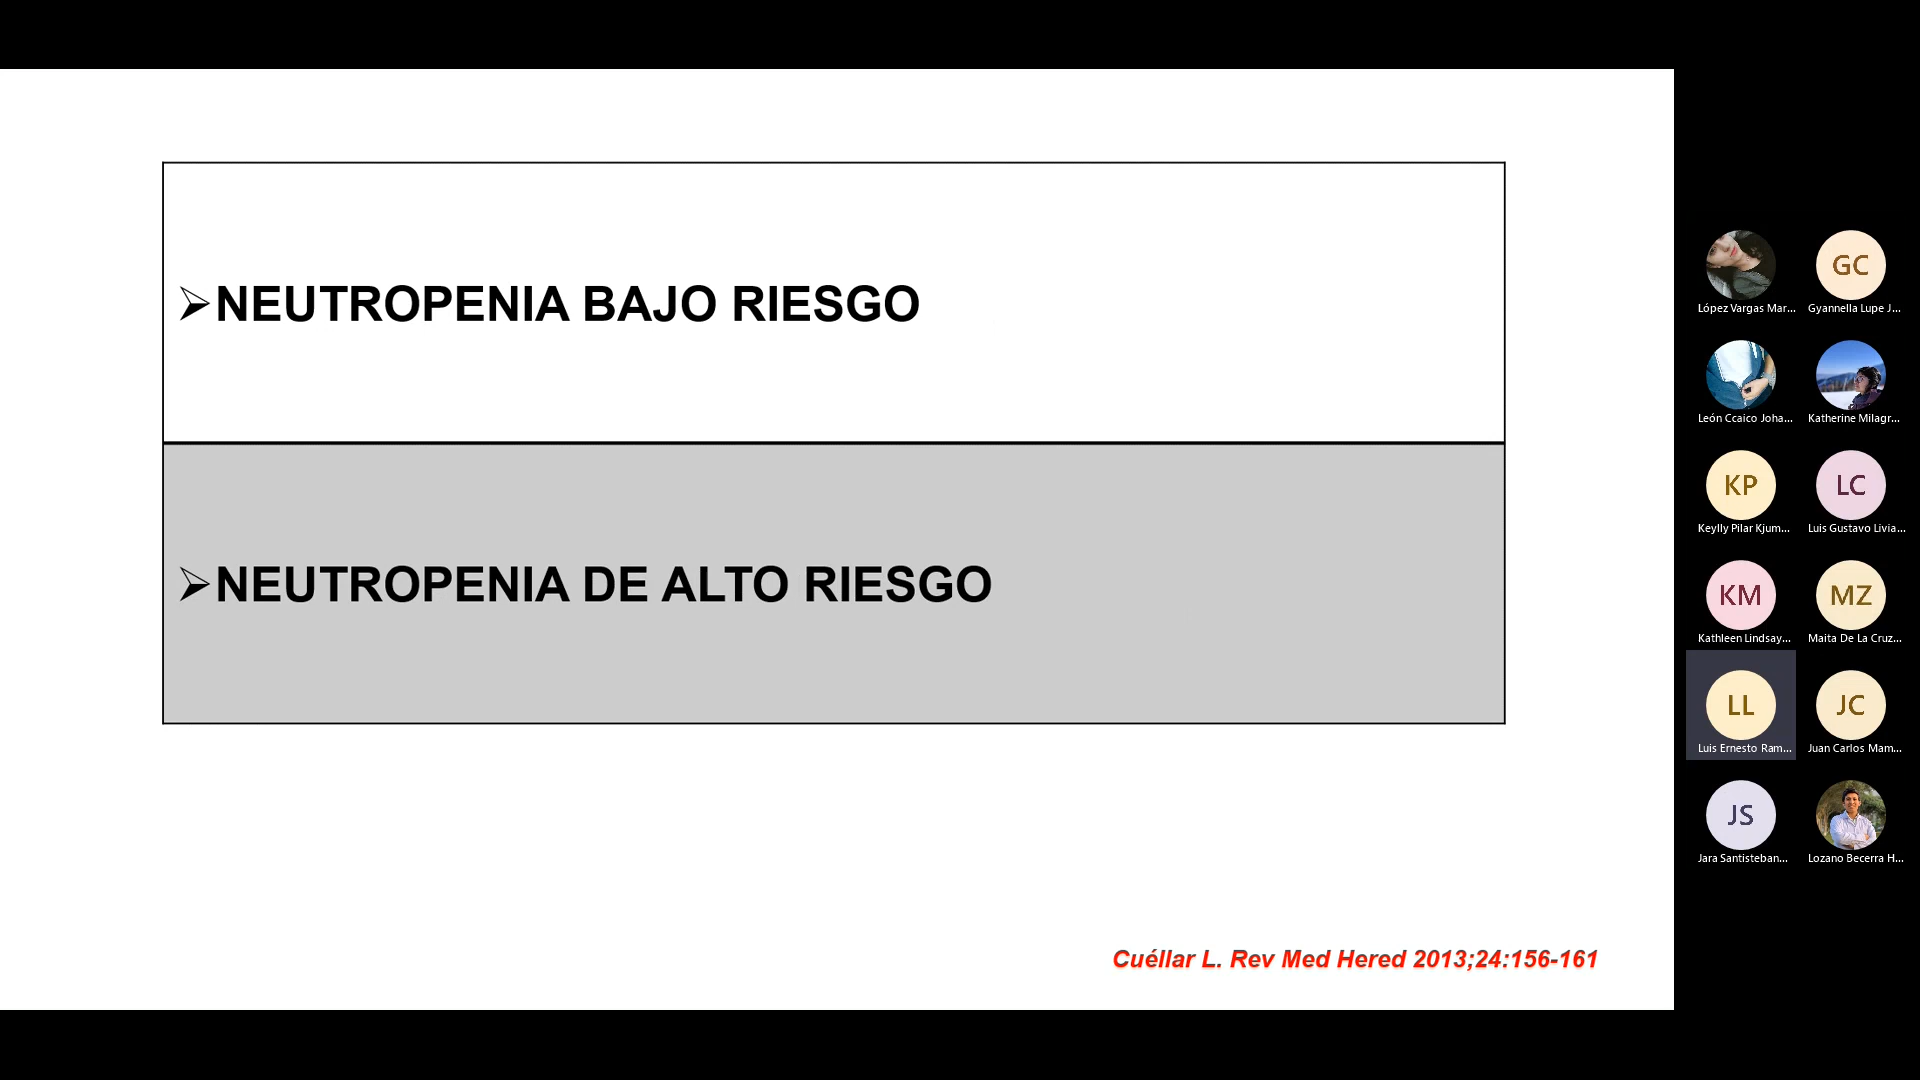 ➢NEUTROPENIA BAJO RIESGO
➢NEUTROPENIA DE ALTO RIESGO
Cuéllar L. Rev Med Hered 2013;24:156-161
López Vargas Mar...
GC
Gyannella Lupe J...
León Ccaico Joha...
Katherine Milagr...
KP
Keylly Pilar Kjum...
LC
Luis Gustavo Livia...
KM
Kathleen Lindsay...
MZ
Maita De La Cruz...
LL
Luis Ernesto Ram...
JC
Juan Carlos Mam...
JS
Jara Santisteban...
Lozano Becerra H...